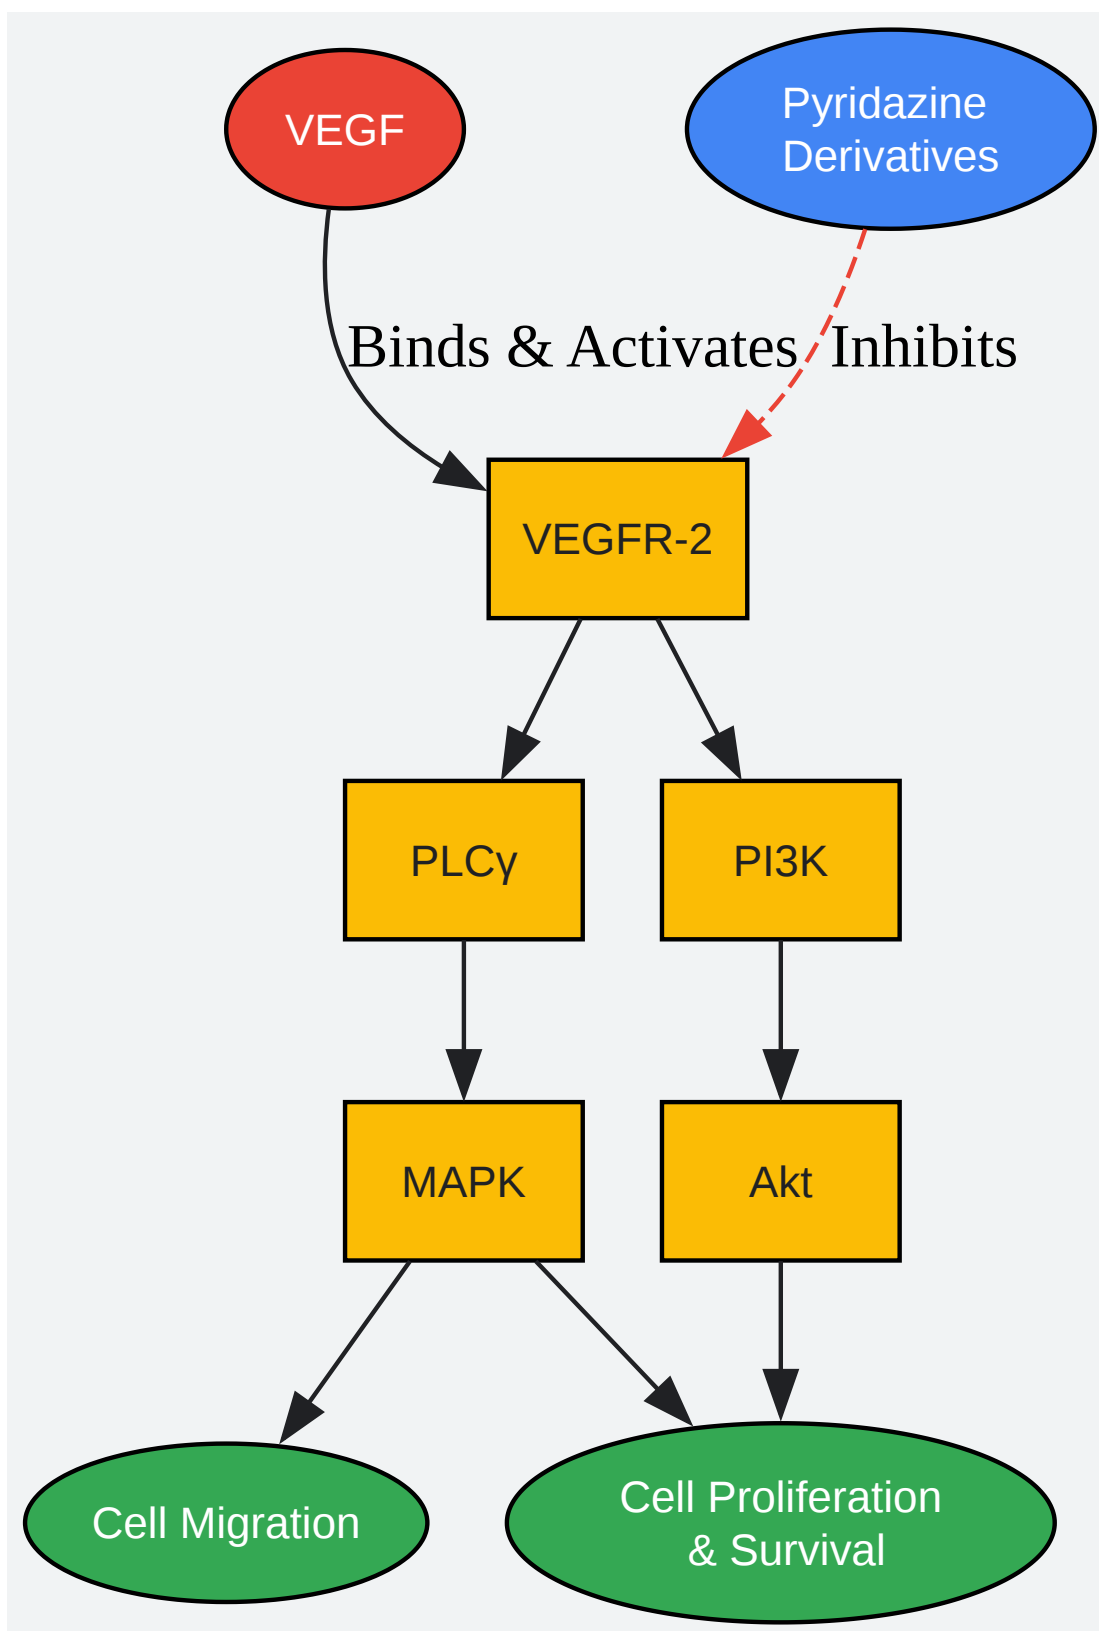 VEGF
Pyridazine
Derivatives
Binds & Activates
Inhibits
VEGFR-2
PLCγ
PI3K
MAPK
Akt
Cell Migration
Cell Proliferation
& Survival